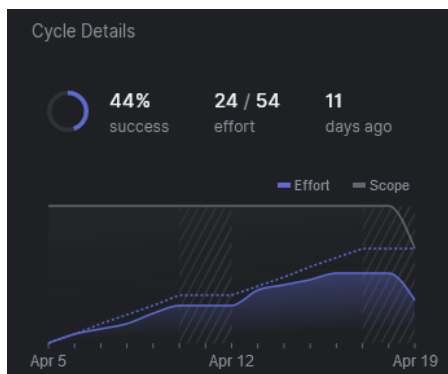 Cycle Details
44% 24 / 54 11
success effort days ago
Effort Scope
Apr 5 Apr 12 Apr 19